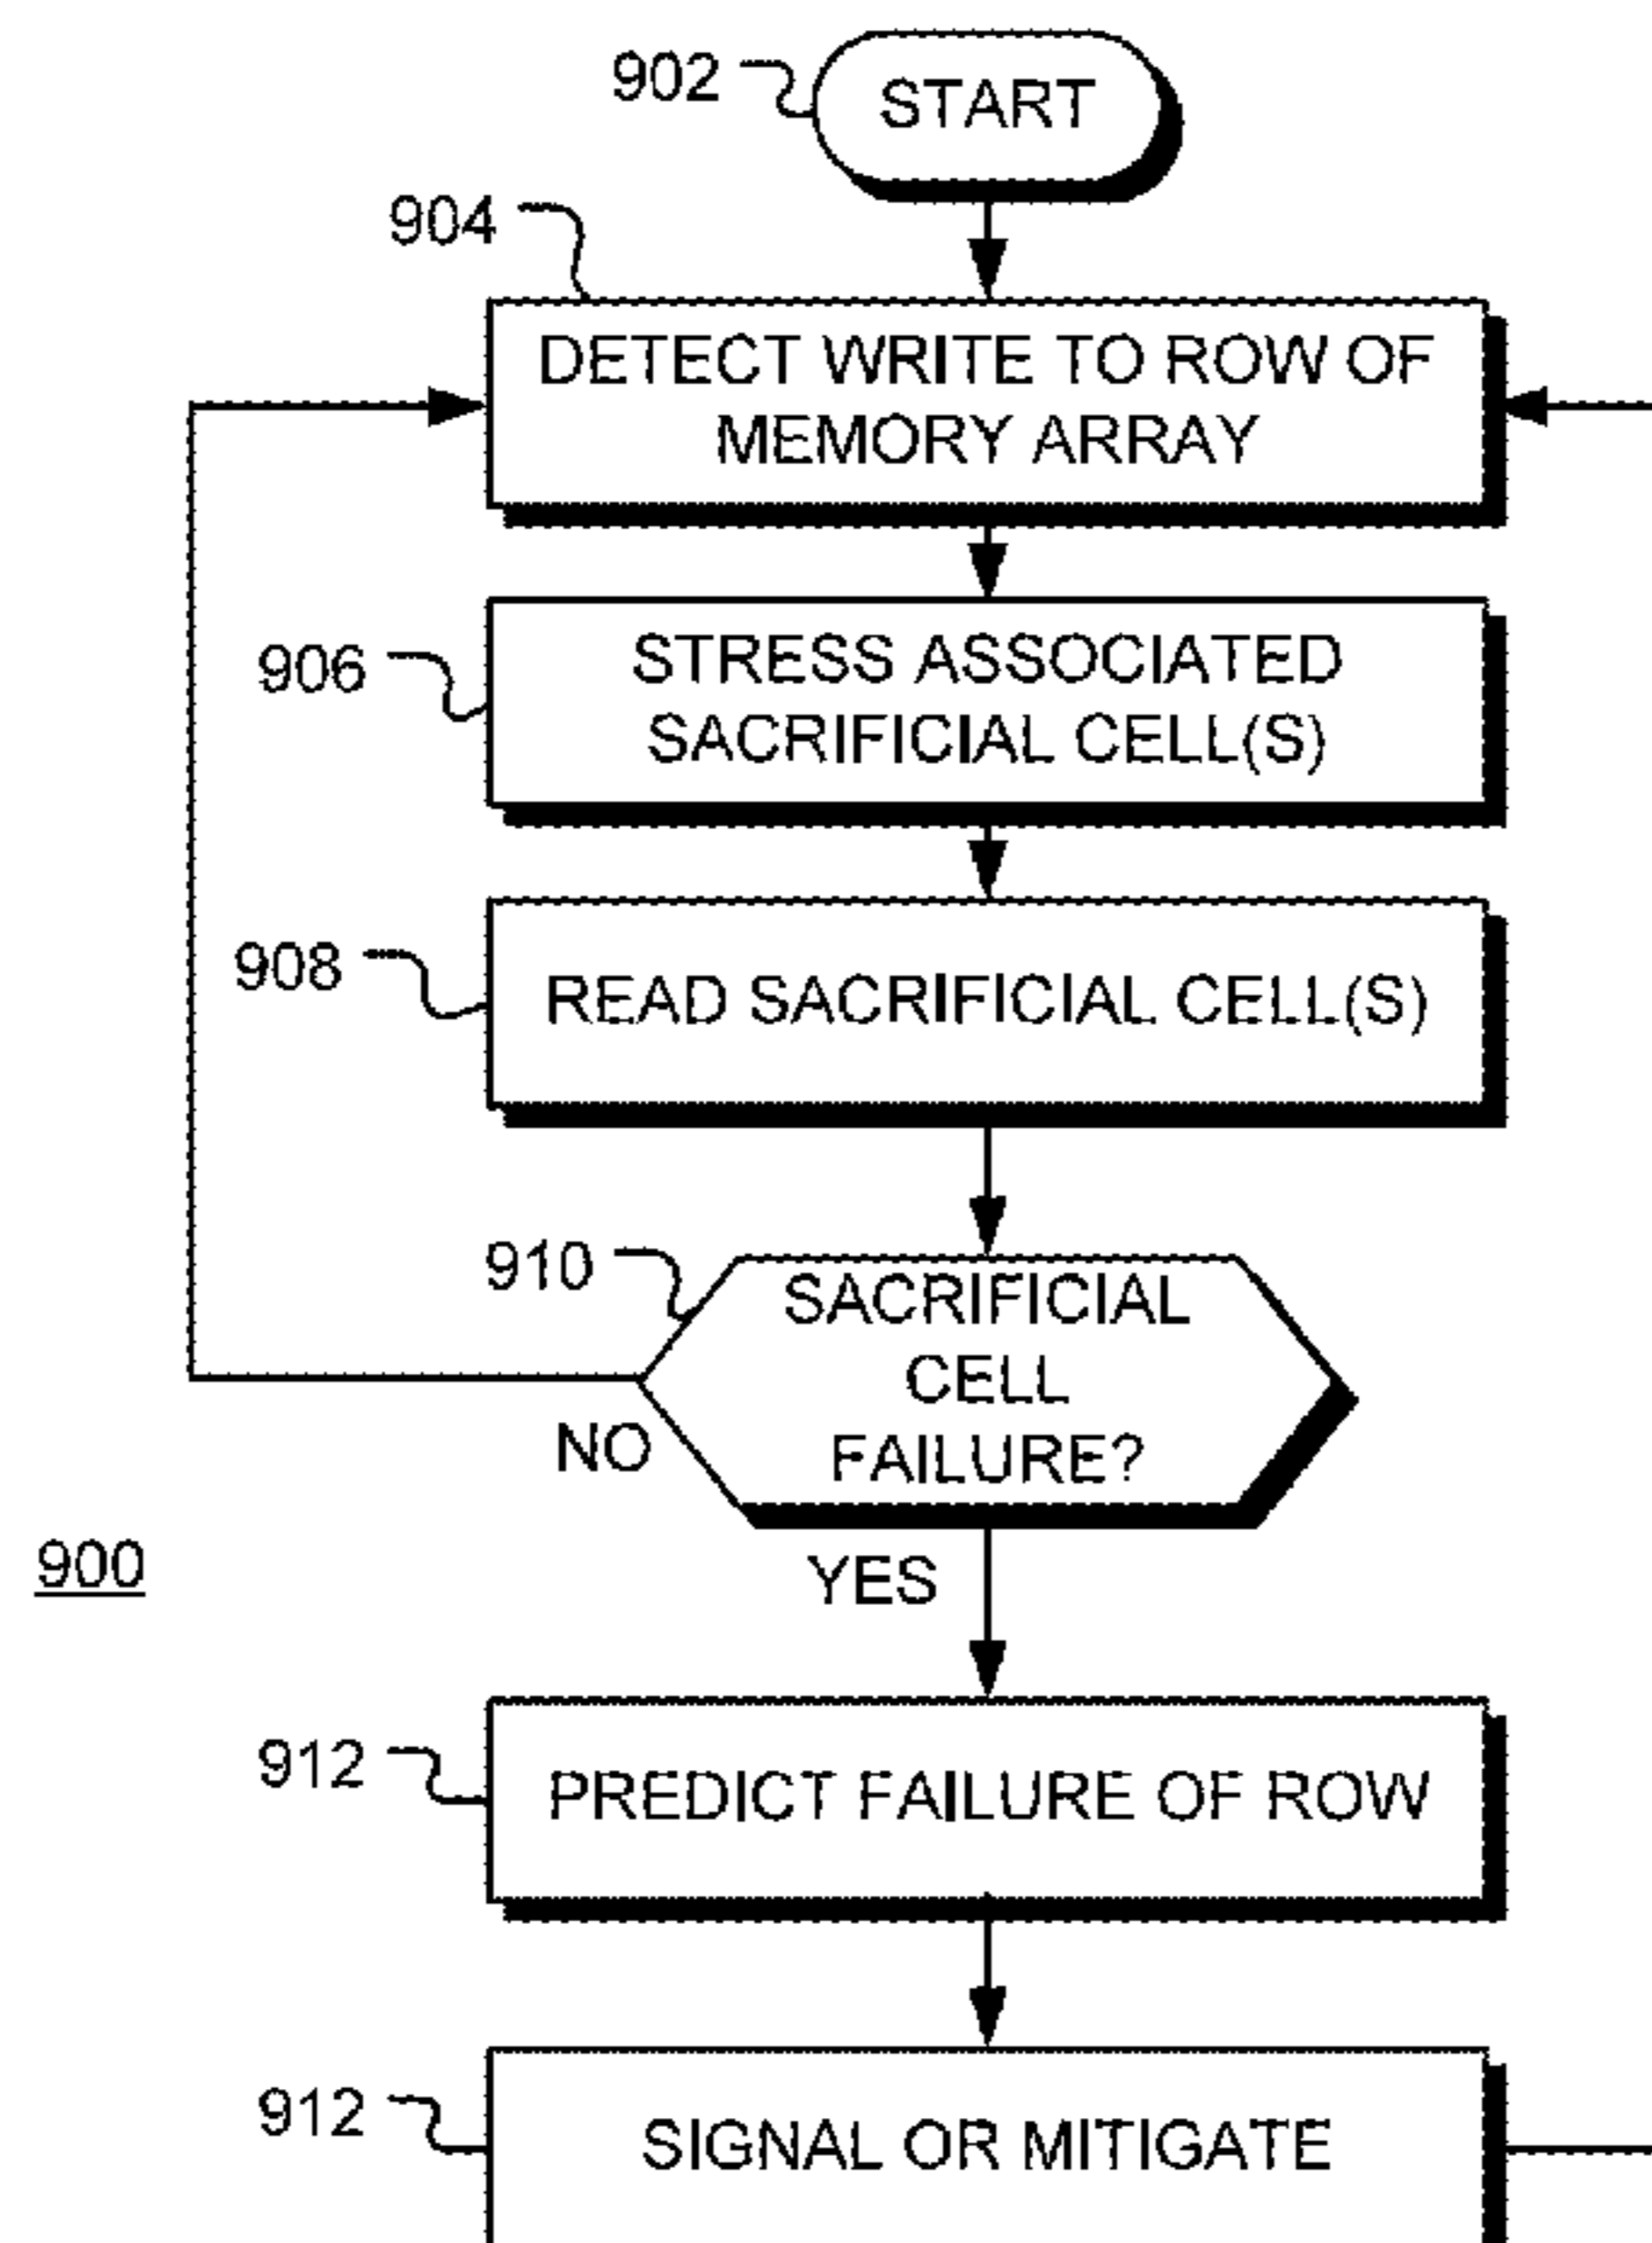 902
START
904
DETECT WRITE TO ROW OF
MEMORY ARRAY
906
STRESS ASSOCIATED
SACRIFICIAL CELL(S)
908
READ SACRIFICIAL CELL(S)
910
SACRIFICIAL
CELL
FAILURE?
NO
900
YES
912
PREDICT FAILURE OF ROW
912
SIGNAL OR MITIGATE